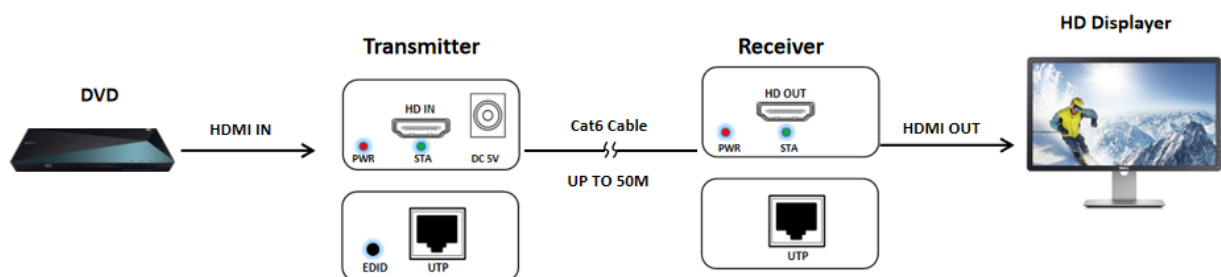 HD Displayer
Transmitter
Receiver
DVD
HDMI IN
HD IN
PWR
STA
DC 5V
Cat6 Cable
UP TO 50M
HD OUT
PWR
STA
HDMI OUT
EDID
UTP
UTP